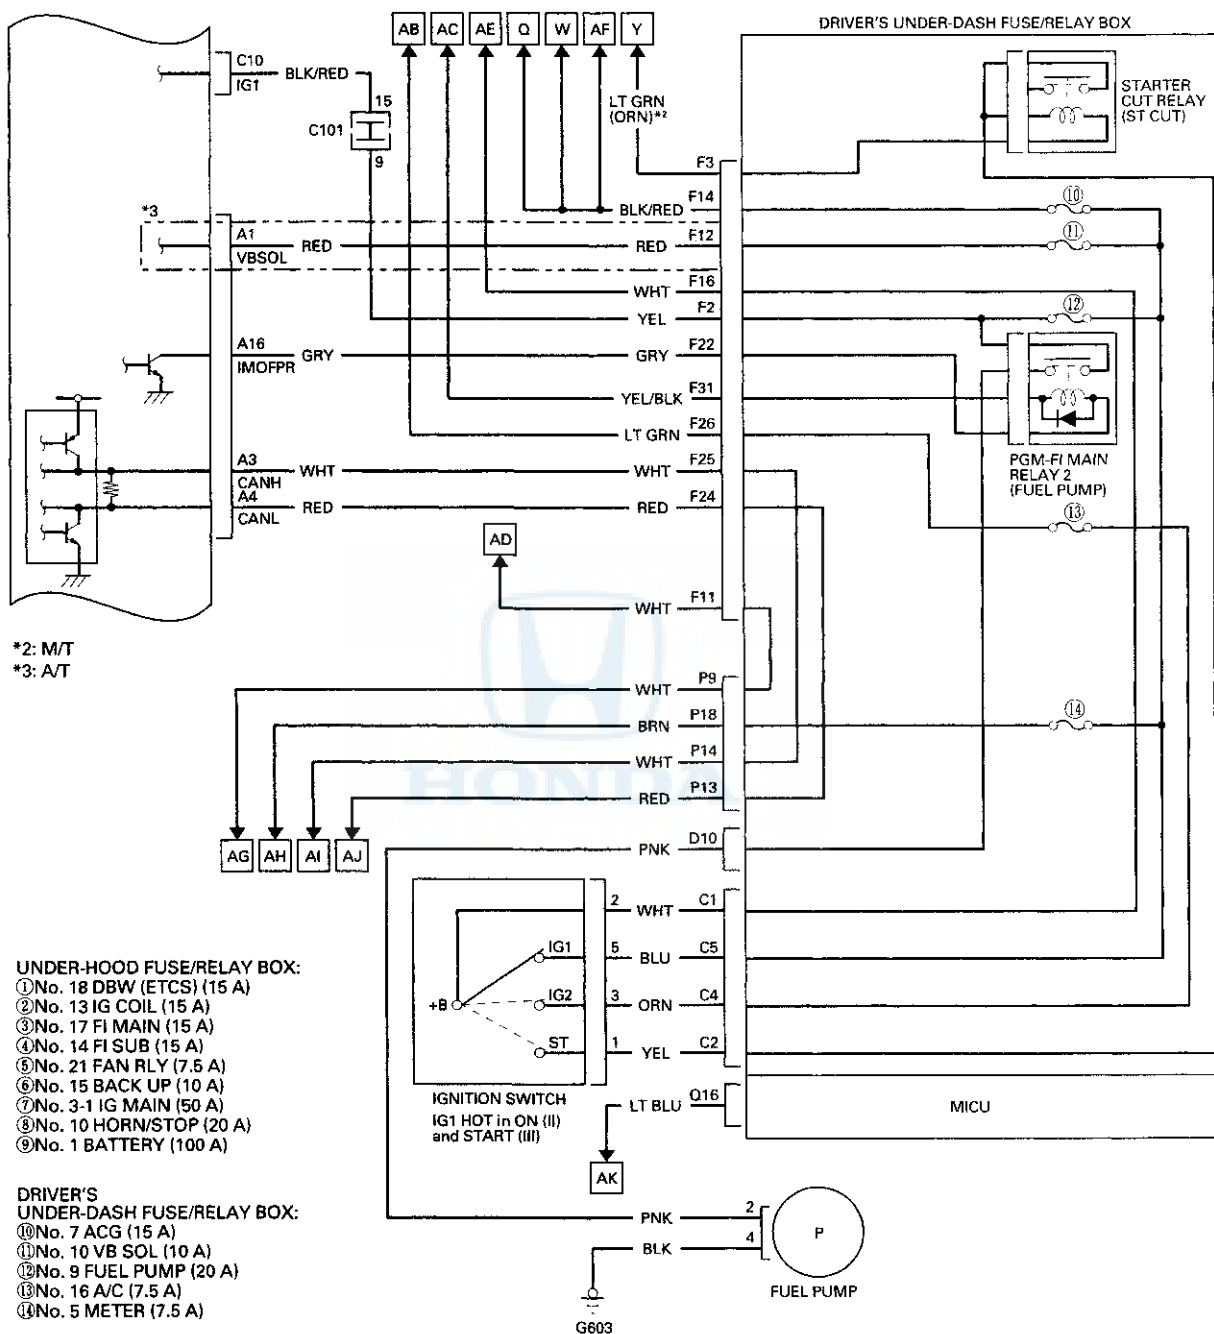 DRIVER'S UNDER-DASH FUSE/RELAY BOX
AB AC AE Q W AF Y
C10
IG1
BLK/RED
15
C101
9
LT GRN
(ORN)*2
STARTER
CUT RELAY
(ST CUT)
F3
*3
BLK/RED F14 ⑩
A1
VBSOL
RED RED F12 ⑪
WHT F16
YEL F2 ⑫
A16
IMOFPR
GRY GRY F22
YEL/BLK F31
LT GRN F26
A3
CANH
WHT WHT F25
A4
CANL
RED RED F24
PGM-FI MAIN
RELAY 2
(FUEL PUMP)
⑬
AD
WHT F11
*2: M/T
*3: A/T
WHT P9
BRN P18 ⑭
WHT P14
RED P13
HONDA
AG AH AI AJ
PNK D10
2 WHT C1
IG1 5 BLU C5
+B IG2 3 ORN C4
ST 1 YEL C2
IGNITION SWITCH
IG1 HOT in ON (II)
and START (III)
LT BLU Q16
MICU
AK
UNDER-HOOD FUSE/RELAY BOX:
①No. 18 DBW (ETCS) (15 A)
②No. 13 IG COIL (15 A)
③No. 17 FI MAIN (15 A)
④No. 14 FI SUB (15 A)
⑤No. 21 FAN RLY (7.5 A)
⑥No. 15 BACK UP (10 A)
⑦No. 3-1 IG MAIN (50 A)
⑧No. 10 HORN/STOP (20 A)
⑨No. 1 BATTERY (100 A)
DRIVER'S
UNDER-DASH FUSE/RELAY BOX:
⑩No. 7 ACG (15 A)
⑪No. 10 VB SOL (10 A)
⑫No. 9 FUEL PUMP (20 A)
⑬No. 16 A/C (7.5 A)
⑭No. 5 METER (7.5 A)
PNK 2
BLK 4
P
FUEL PUMP
G603